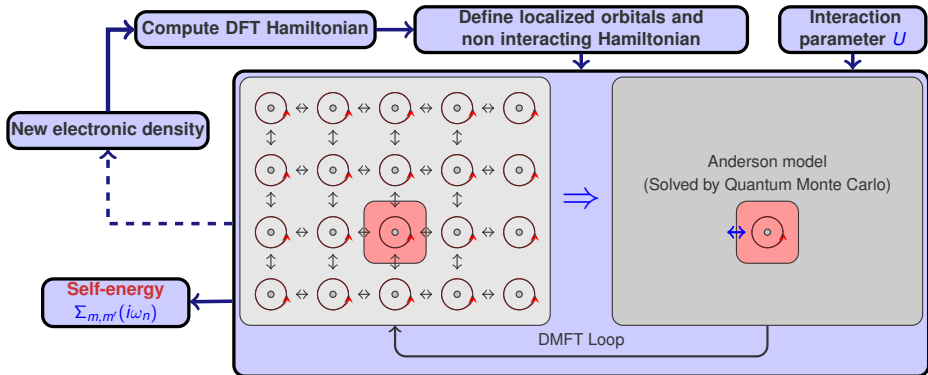 Compute DFT Hamiltonian
Define localized orbitals and
non interacting Hamiltonian
Interaction
parameter U
New electronic density
Anderson model
(Solved by Quantum Monte Carlo)
⇒
Self-energy
Σm,m′(iωn)
DMFT Loop